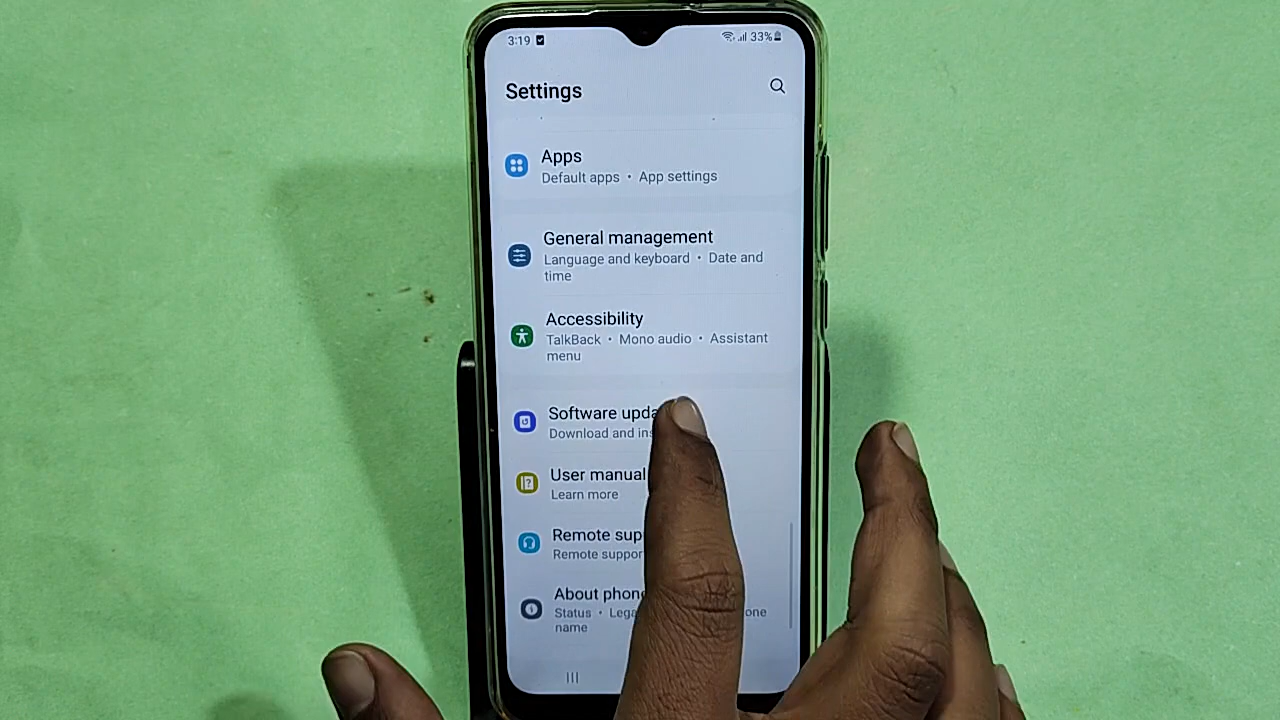 3:19 33%
Settings
Apps
Default apps • App settings
General management
Language and keyboard • Date and
time
Accessibility
TalkBack • Mono audio • Assistant
menu
Software upda
Download and ins
User manual
Learn more
Remote sup
Remote suppor
About phone
Status • Lega one
name